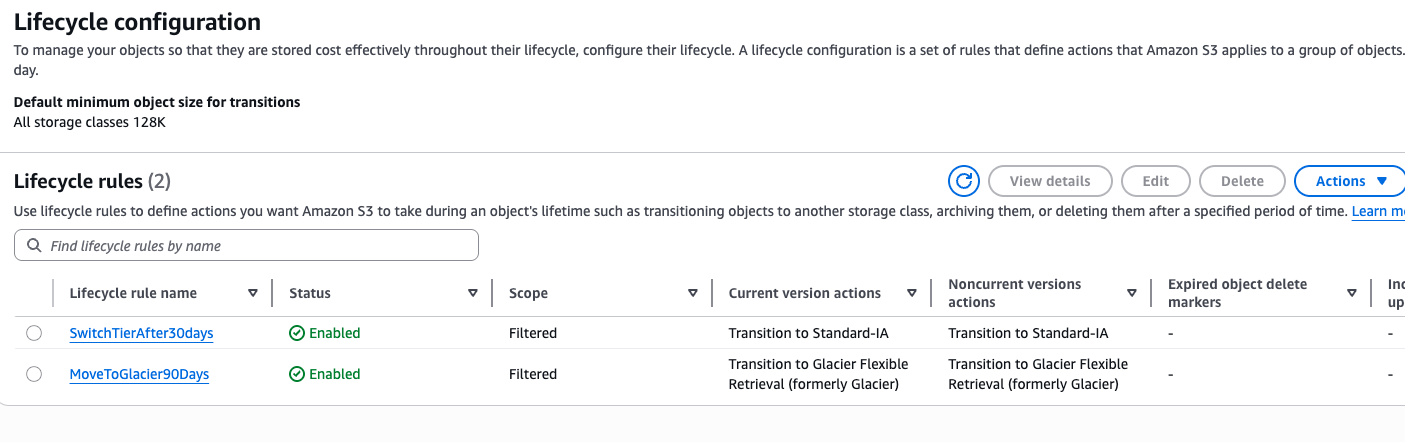 Lifecycle configuration
To manage your objects so that they are stored cost effectively throughout their lifecycle, configure their lifecycle. A lifecycle configuration is a set of rules that define actions that Amazon S3 applies to a group of objects.
day.
Default minimum object size for transitions
All storage classes 128K
Lifecycle rules (2)
View details
Edit
Delete
Actions
Use lifecycle rules to define actions you want Amazon S3 to take during an object's lifetime such as transitioning objects to another storage class, archiving them, or deleting them after a specified period of time. Learn
Find lifecycle rules by name
Lifecycle rule name
Status
Scope
Current version actions
Noncurrent versions
actions
Expired object delete
markers
SwitchTierAfter30days
Enabled
Filtered
Transition to Standard-IA
Transition to Standard-IA
-
-
MoveToGlacier90Days
Enabled
Filtered
Transition to Glacier Flexible
Retrieval (formerly Glacier)
Transition to Glacier Flexible
Retrieval (formerly Glacier)
-
-